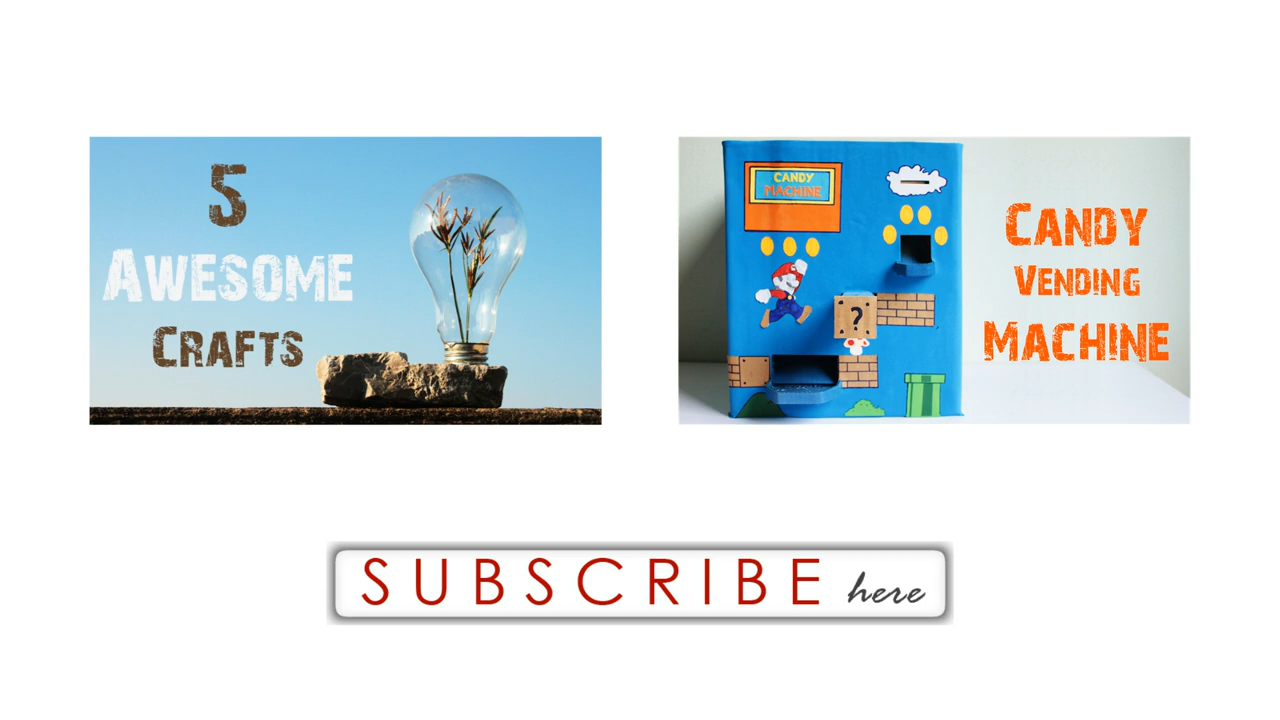 5
Awesome
Crafts
CANDY
MACHINE
?
Candy
Vending
Machine
SUBSCRIBE here